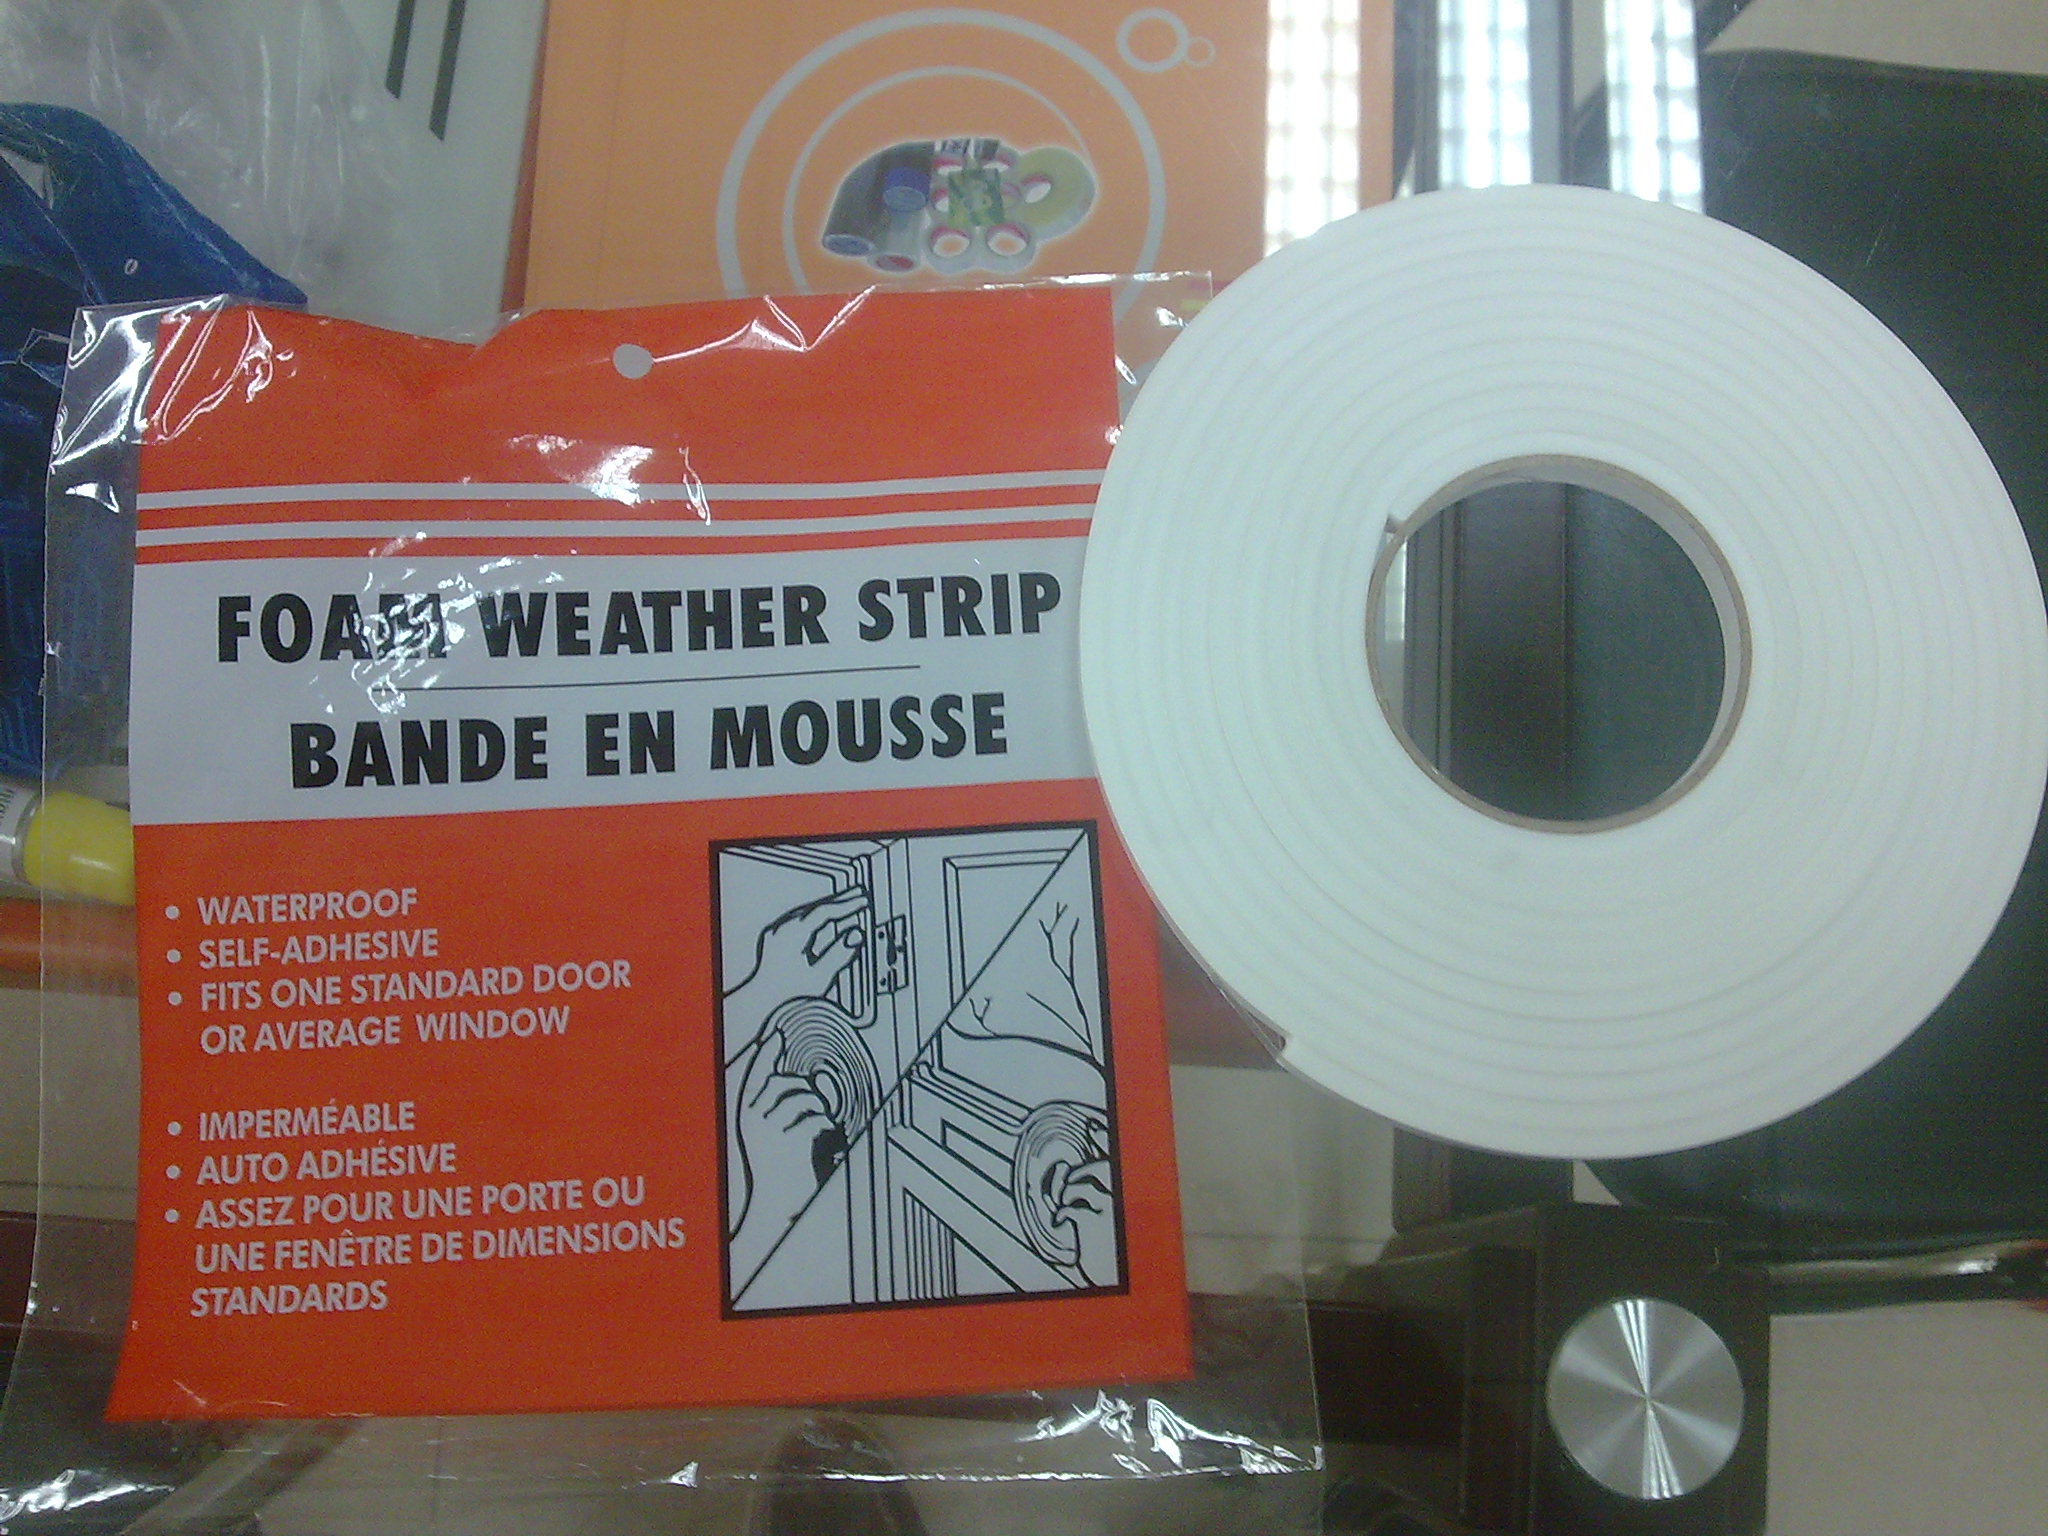 FOAM WEATHER STRIP
BANDE EN MOUSSE
• WATERPROOF
• SELF-ADHESIVE
• FITS ONE STANDARD DOOR
OR AVERAGE WINDOW
• IMPERMÉABLE
• AUTO ADHÉSIVE
• ASSEZ POUR UNE PORTE OU
UNE FENÊTRE DE DIMENSIONS
STANDARDS